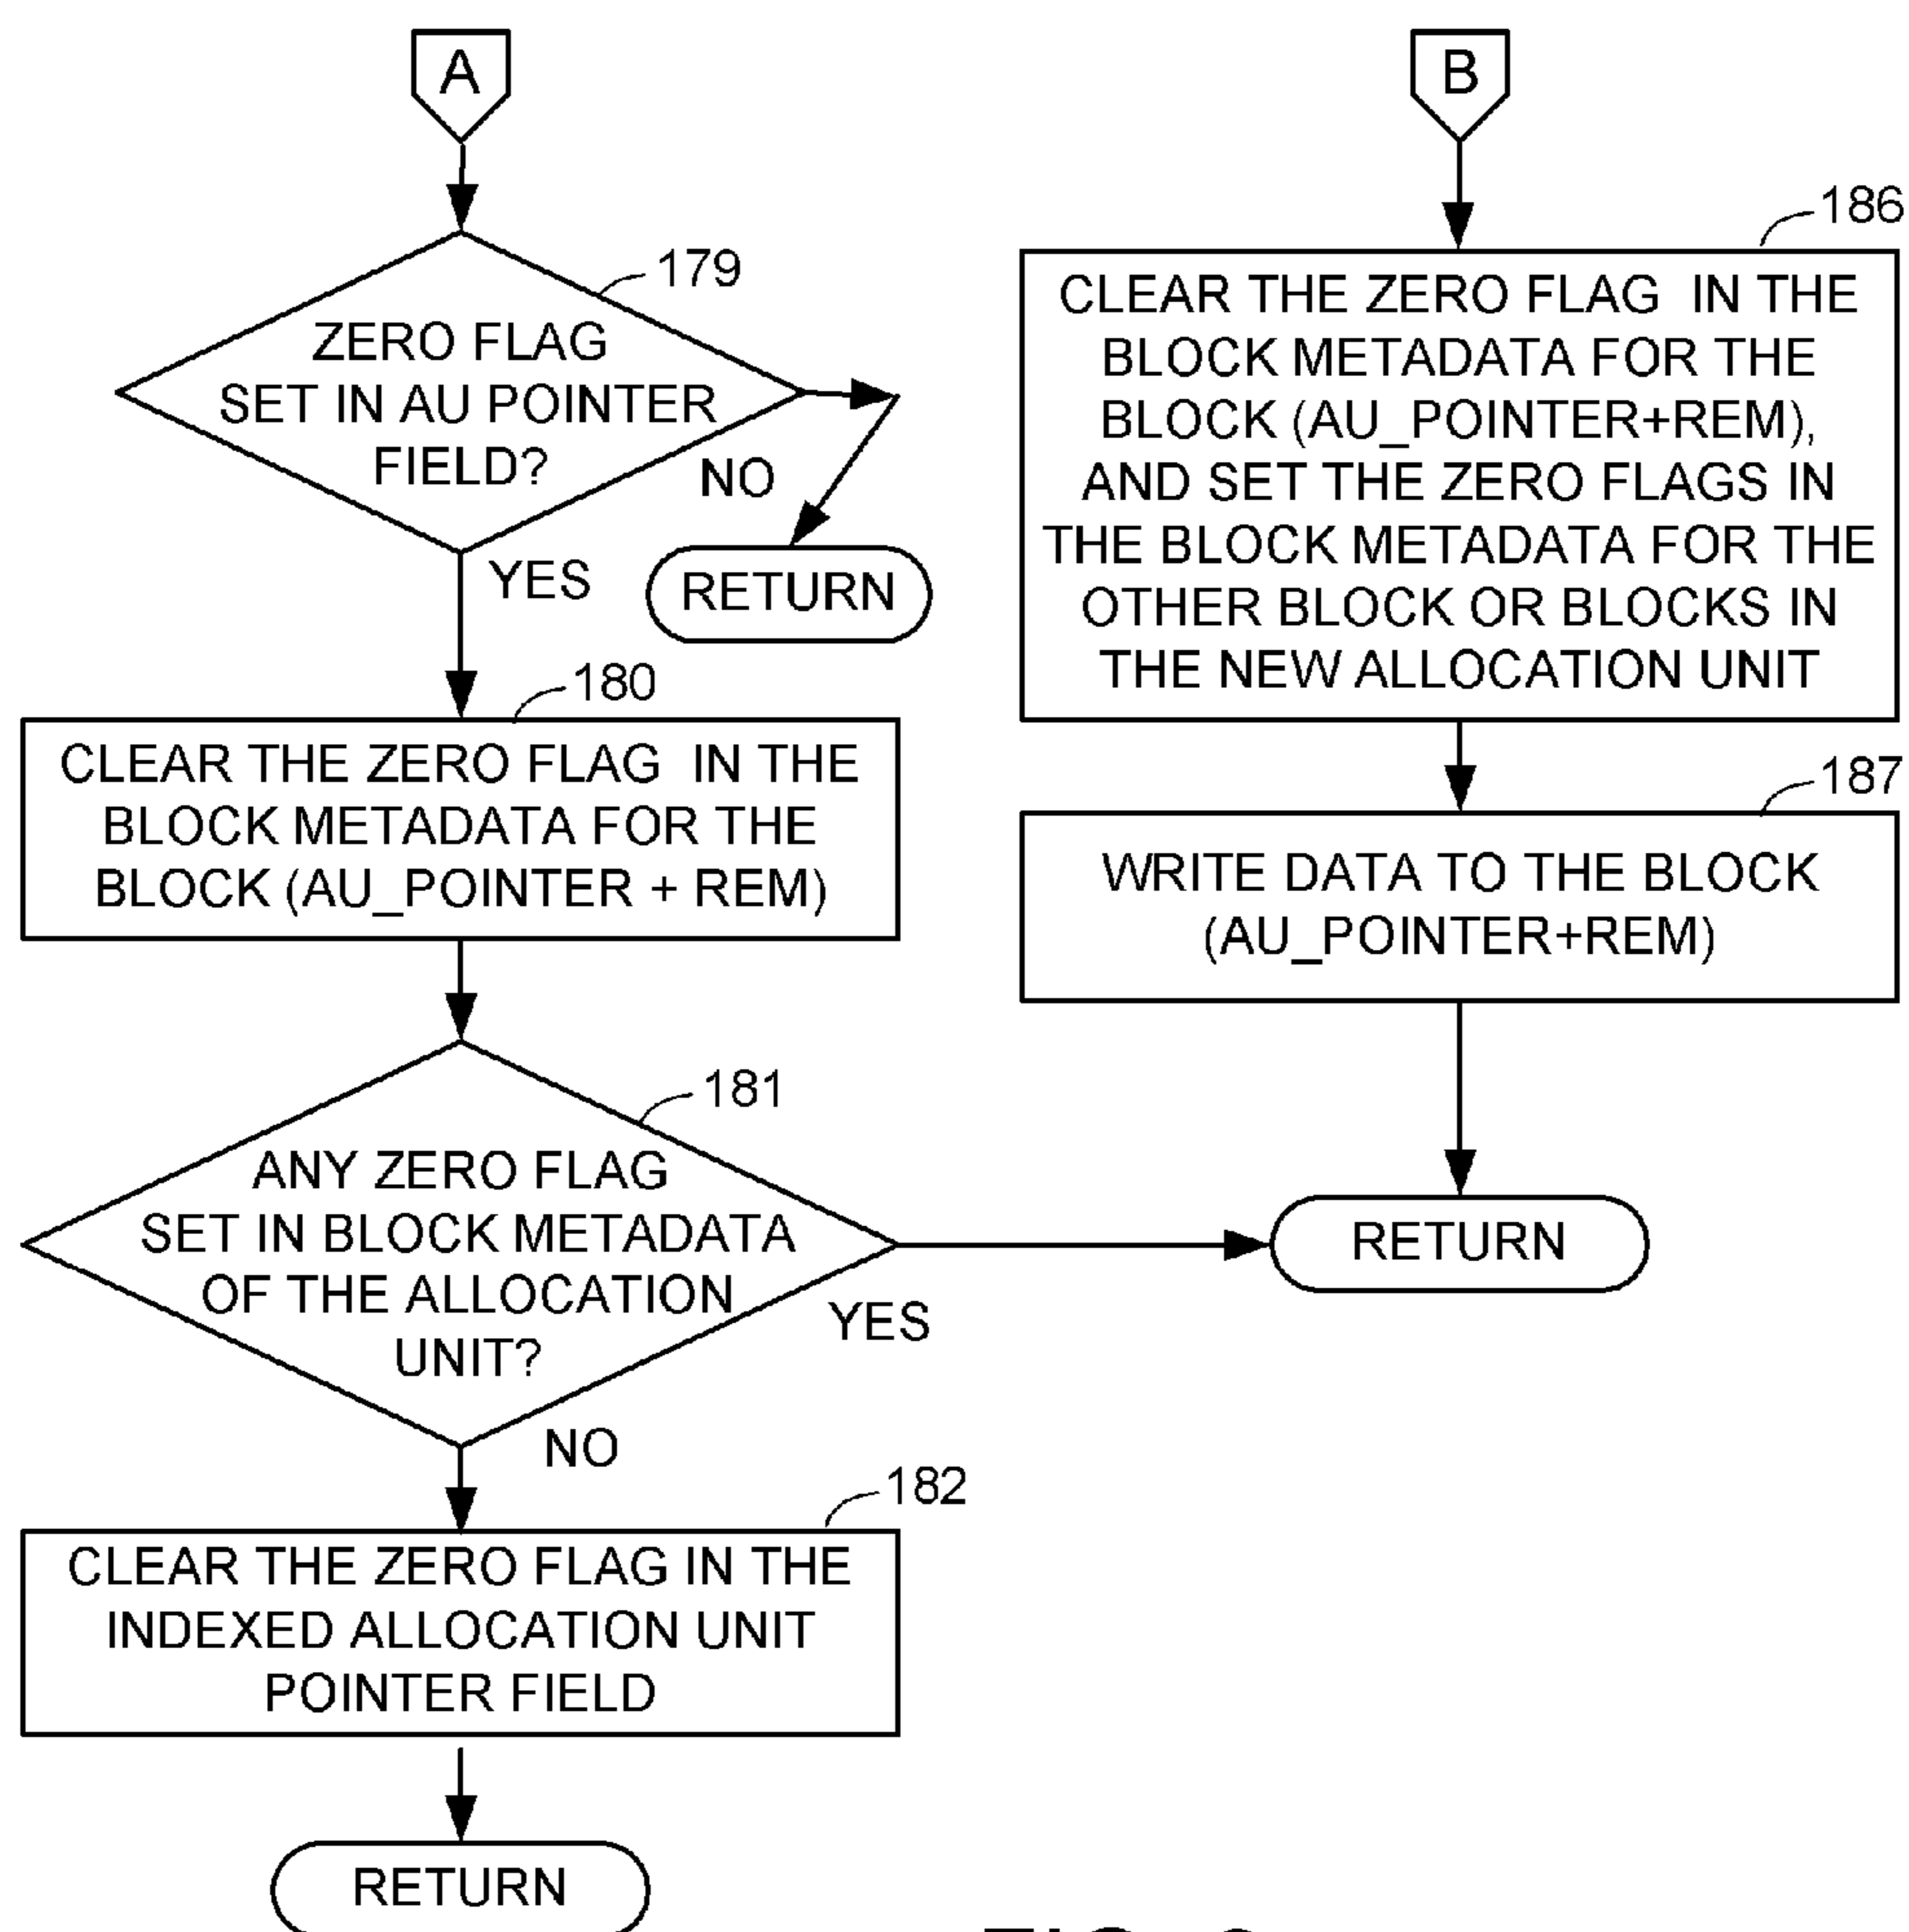 A
179
ZERO FLAG
SET IN AU POINTER
FIELD?
NO
RETURN
YES
180
CLEAR THE ZERO FLAG IN THE
BLOCK METADATA FOR THE
BLOCK (AU_POINTER + REM)
181
ANY ZERO FLAG
SET IN BLOCK METADATA
OF THE ALLOCATION
UNIT?
YES
NO
182
CLEAR THE ZERO FLAG IN THE
INDEXED ALLOCATION UNIT
POINTER FIELD
RETURN
B
186
CLEAR THE ZERO FLAG IN THE
BLOCK METADATA FOR THE
BLOCK (AU_POINTER+REM),
AND SET THE ZERO FLAGS IN
THE BLOCK METADATA FOR THE
OTHER BLOCK OR BLOCKS IN
THE NEW ALLOCATION UNIT
187
WRITE DATA TO THE BLOCK
(AU_POINTER+REM)
RETURN